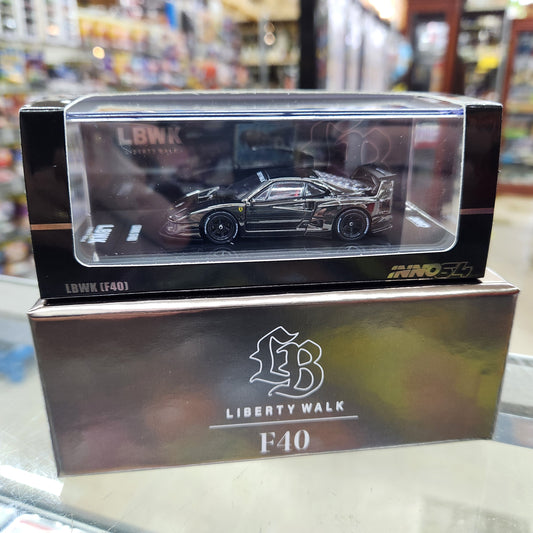 LBWK
LIBERTY WALK
LBWK (F40)
INNO64
LB
LIBERTY WALK
F40